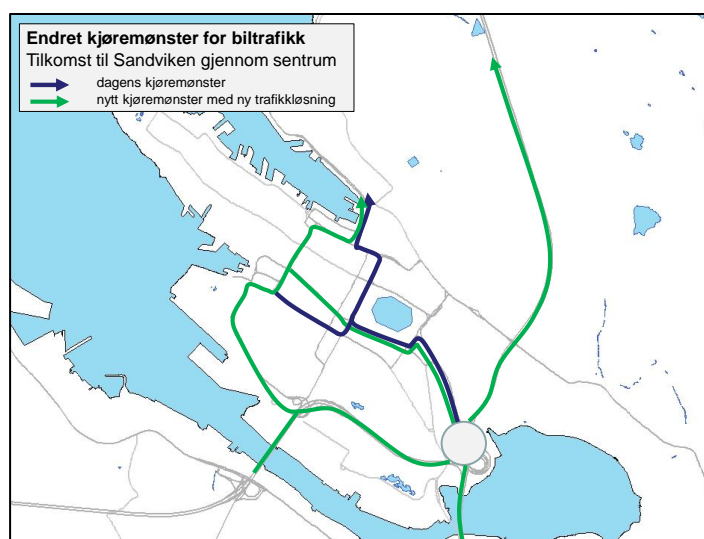 Endret kjøremønster for biltrafikk
Tilkomst til Sandviken gjennom sentrum
dagens kjøremønster
nytt kjøremønster med ny trafikkløsning